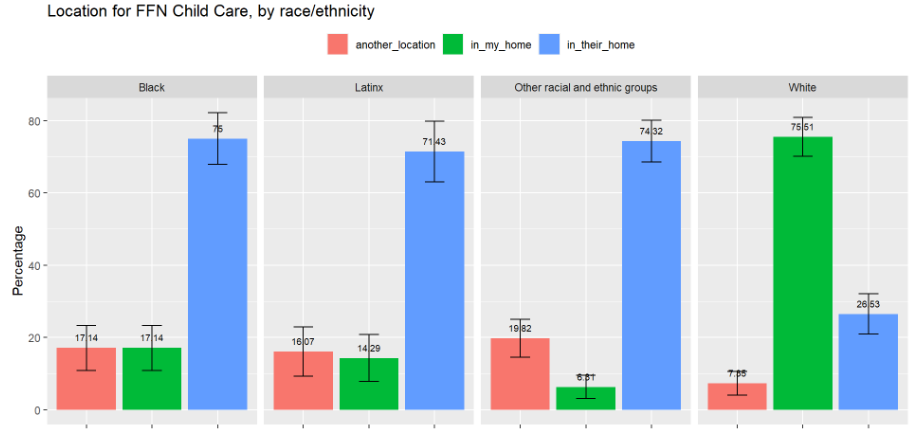 Location for FFN Child Care, by race/ethnicity
another_location in_my_home in_their_home
Black Latinx Other racial and ethnic groups White
Percentage
80
60
40
20
0
17.14 17.14 75
16.07 14.29 71.43
19.82 74.32
75.51 26.53